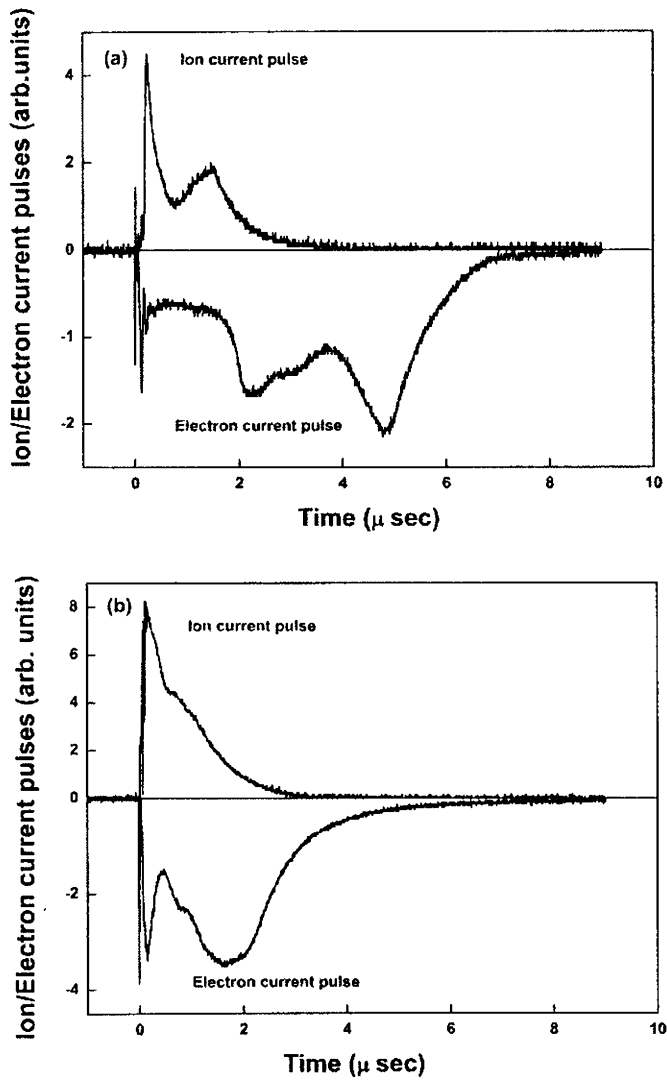 (a)
Ion current pulse
Ion/Electron current pulses (arb.units)
4
2
0
-1
-2
Electron current pulse
0
2
4
6
8
10
Time (μ sec)
(b)
Ion current pulse
Ion/Electron current pulses (arb. units)
8
6
4
2
0
-2
-4
Electron current pulse
0
2
4
6
8
10
Time (μ sec)